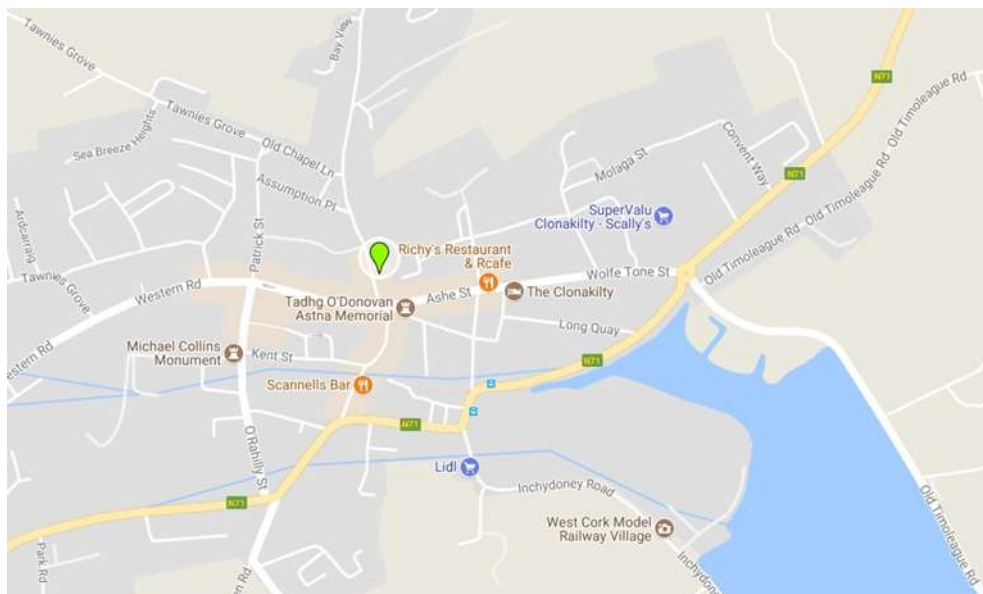 Tawnies Grove
Bay View
Tawnies Grove
Sea Breeze Heights
Old Chapel Ln
Assumption Pl
Molaga St
Convent Way
N71
N71
Old Timoleague Rd
Old Timoleague Rd
Old Timoleague Rd
SuperValu
Clonakilty - Scally's
Ardcarraig
Patrick St
Richy's Restaurant
& Rcafe
Wolfe Tone St
Tawnies Grove
Western Rd
Tadhg O'Donovan
Astna Memorial
Ashe St
The Clonakilty
Long Quay
Michael Collins
Monument
Kent St
Western Rd
N71
Scannells Bar
O'Rahilly St
N71
Lidl
Inchydoney Road
N71
West Cork Model
Railway Village
Old Timoleague Rd
Park Rd
Rd